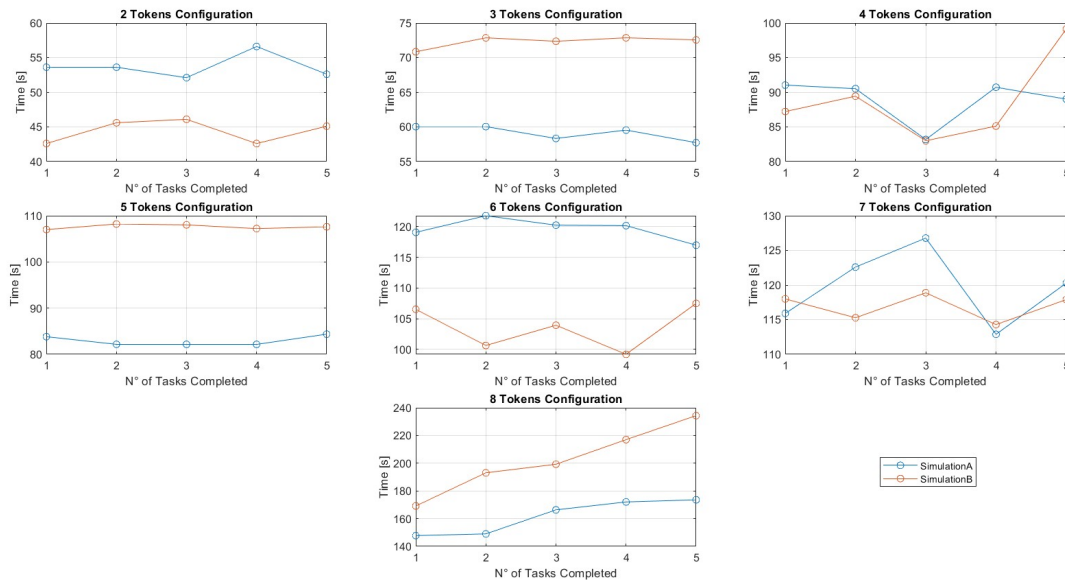 2 Tokens Configuration
60
55
50
45
40
Time [s]
1 2 3 4 5
N° of Tasks Completed
3 Tokens Configuration
75
70
65
60
55
Time [s]
1 2 3 4 5
N° of Tasks Completed
4 Tokens Configuration
100
95
90
85
80
Time [s]
1 2 3 4 5
N° of Tasks Completed
5 Tokens Configuration
110
100
90
80
Time [s]
1 2 3 4 5
N° of Tasks Completed
6 Tokens Configuration
120
115
110
105
100
Time [s]
1 2 3 4 5
N° of Tasks Completed
7 Tokens Configuration
130
125
120
115
110
Time [s]
1 2 3 4 5
N° of Tasks Completed
8 Tokens Configuration
240
220
200
180
160
140
Time [s]
1 2 3 4 5
N° of Tasks Completed
SimulationA
SimulationB